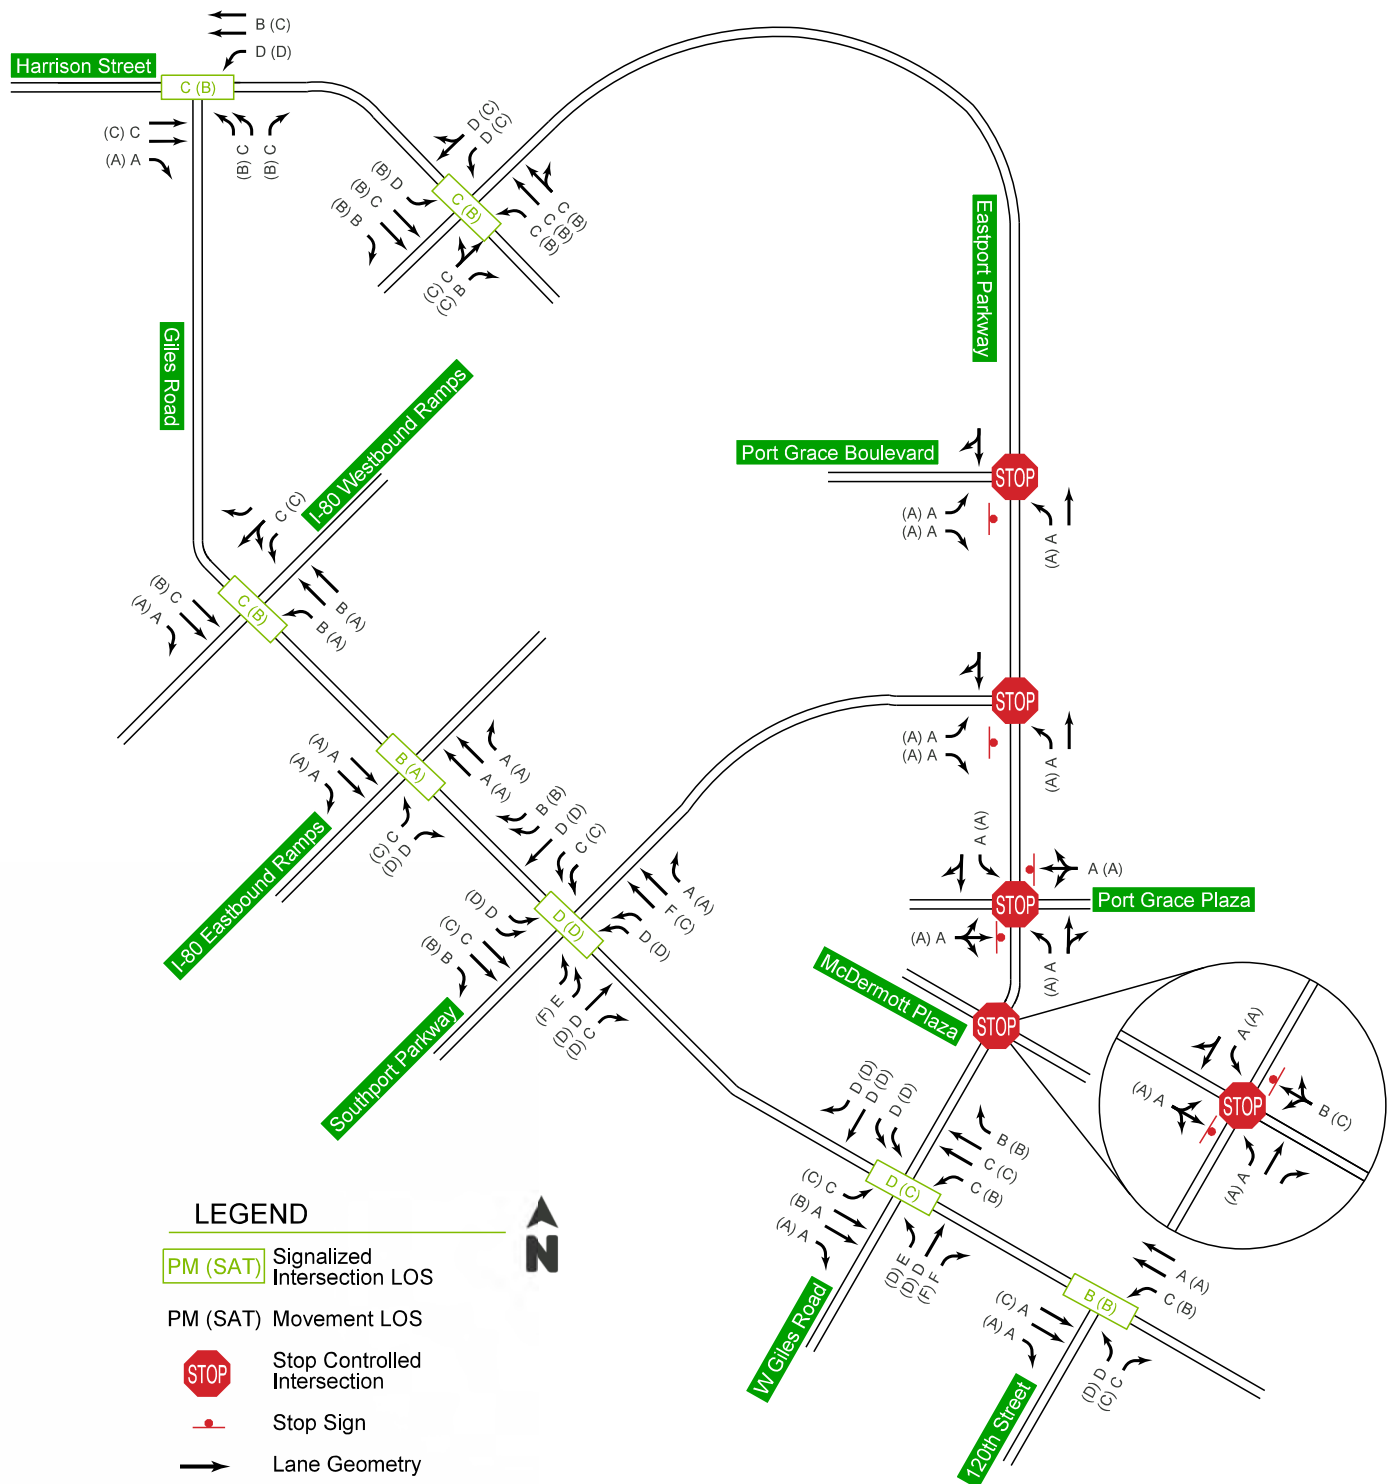 B (C)
D (D)
Harrison Street
C (B)
(C) C
(A) A
(B) C
(B) C
D (C)
D (C)
(B) D
(B) C
(B) B
C (B)
C (B)
C (B)
C (B)
(C) C
(C) B
Eastport Parkway
Giles Road
I-80 Westbound Ramps
Port Grace Boulevard
STOP
(A) A
(A) A
(A) A
C (C)
(B) C
(A) A
C (B)
B (A)
B (A)
STOP
(A) A
(A) A
(A) A
(A) A
(A) A
B (A)
A (A)
A (A)
(C) C
(D) D
I-80 Eastbound Ramps
B (B)
D (D)
C (C)
(D) D
(C) C
(B) B
D (D)
A (A)
F (C)
D (D)
(F) E
(D) D
(D) C
Southport Parkway
A (A)
A (A)
STOP
Port Grace Plaza
(A) A
(A) A
McDermott Plaza
STOP
A (A)
(A) A
STOP
B (C)
(A) A
D (D)
D (D)
D (D)
B (B)
C (C)
C (B)
D (C)
(C) C
(B) A
(A) A
(D) E
(D) D
(F) F
W Giles Road
A (A)
C (B)
(C) A
(A) A
B (B)
(D) D
(C) C
120th Street
LEGEND
N
PM (SAT) Signalized
Intersection LOS
PM (SAT) Movement LOS
STOP Stop Controlled
Intersection
Stop Sign
Lane Geometry